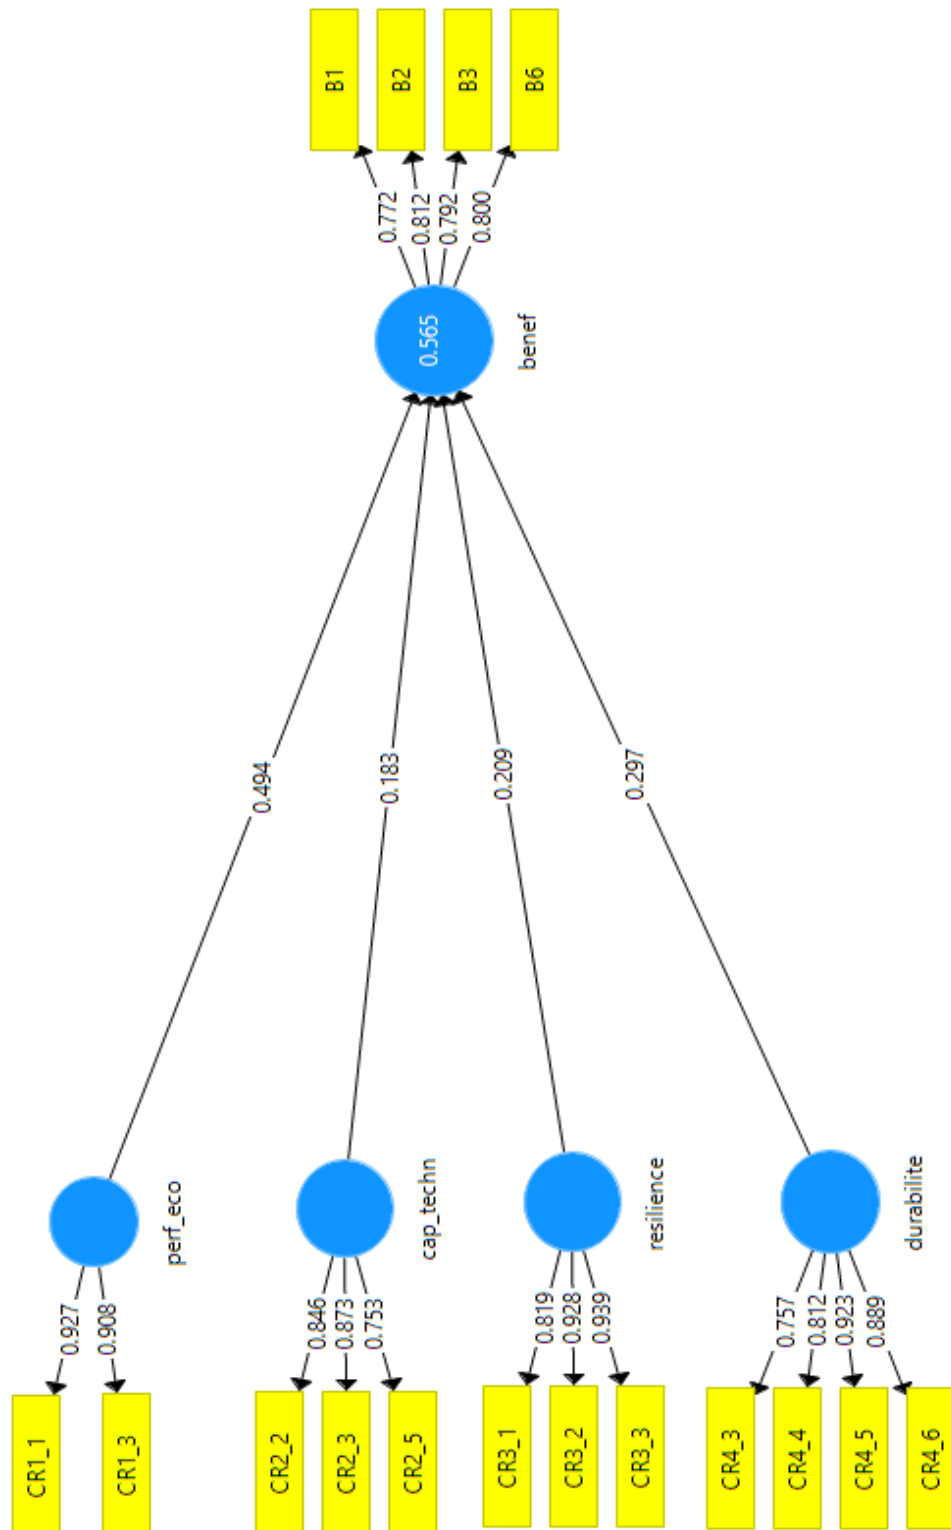 CR1_1
CR1_3
0.927
0.908
perf_eco
CR2_2
CR2_3
CR2_5
0.846
0.873
0.753
cap_techn
CR3_1
CR3_2
CR3_3
0.819
0.928
0.939
resilience
CR4_3
CR4_4
CR4_5
CR4_6
0.757
0.812
0.923
0.889
durabilite
0.494
0.183
0.209
0.297
0.565
benef
0.772
0.812
0.792
0.800
B1
B2
B3
B6